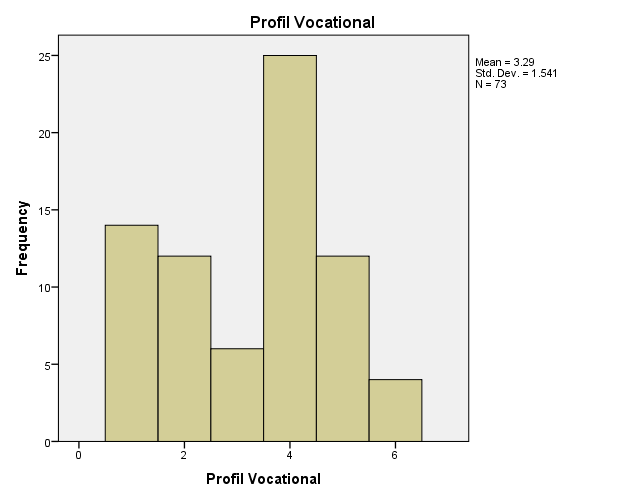 Profil Vocational
Mean = 3.29
Std. Dev. = 1.541
N = 73
25
20
15
10
5
0
Frequency
0 2 4 6
Profil Vocational